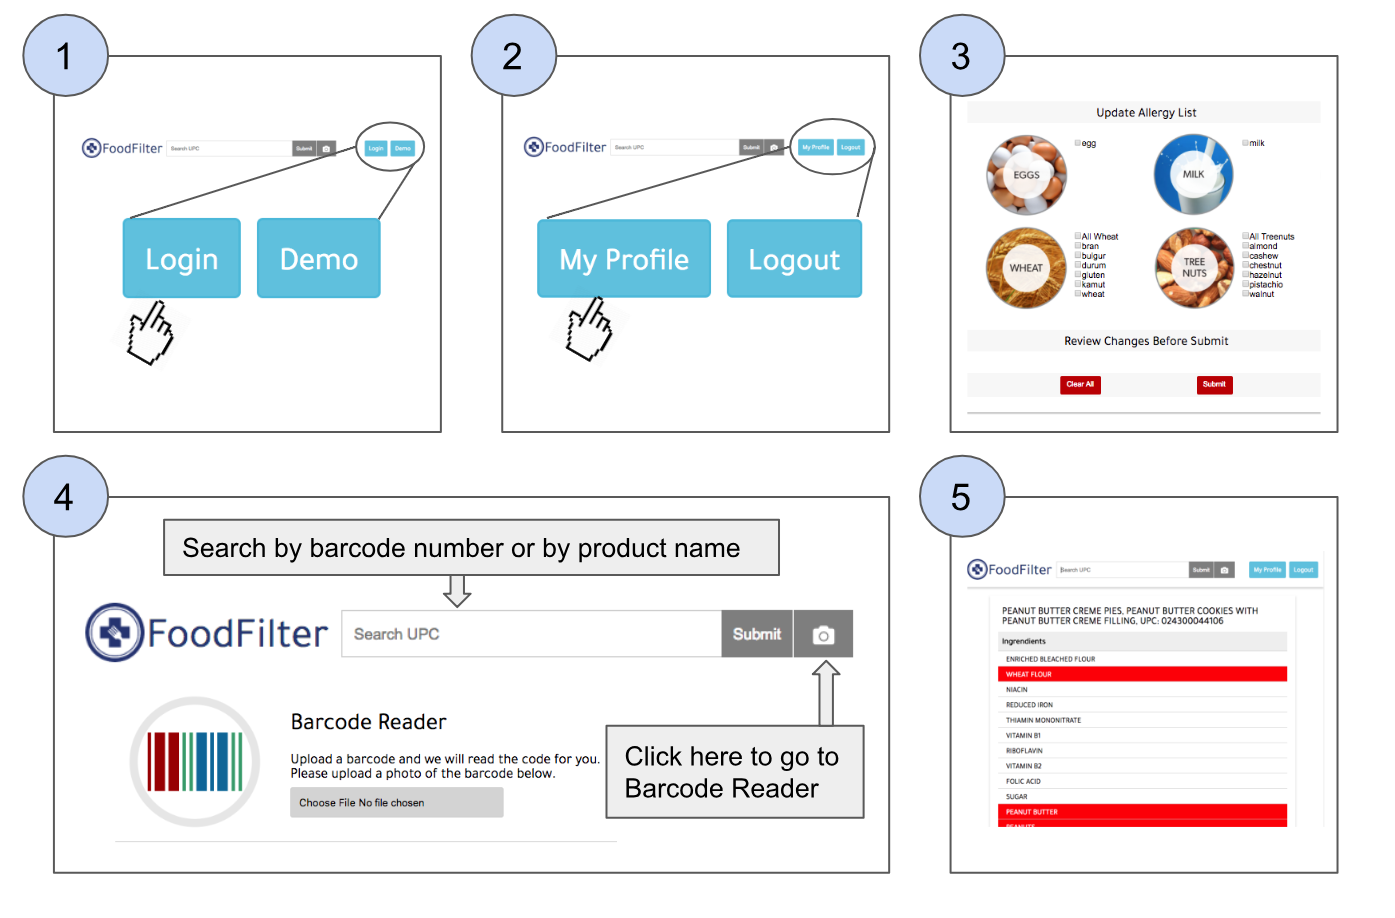 1
FoodFilter
Search UPC
Submit
Login
Demo
Login
Demo
2
FoodFilter
Search UPC
Submit
My Profile
Logout
My Profile
Logout
3
Update Allergy List
EGGS
egg
MILK
milk
WHEAT
All Wheat
bran
bulgur
durum
gluten
kamut
wheat
TREE
NUTS
All Treenuts
almond
cashew
chestnut
hazelnut
pistachio
walnut
Review Changes Before Submit
Clear All
Submit
4
Search by barcode number or by product name
FoodFilter
Search UPC
Submit
Barcode Reader
Upload a barcode and we will read the code for you.
Please upload a photo of the barcode below.
Choose File No file chosen
Click here to go to
Barcode Reader
5
FoodFilter
Search UPC
Submit
My Profile
Logout
PEANUT BUTTER CREME PIES, PEANUT BUTTER COOKIES WITH
PEANUT BUTTER CREME FILLING, UPC: 024300044106
Ingredients
ENRICHED BLEACHED FLOUR
WHEAT FLOUR
NIACIN
REDUCED IRON
THIAMIN MONONITRATE
VITAMIN B1
RIBOFLAVIN
VITAMIN B2
FOLIC ACID
SUGAR
PEANUT BUTTER
PEANUTS